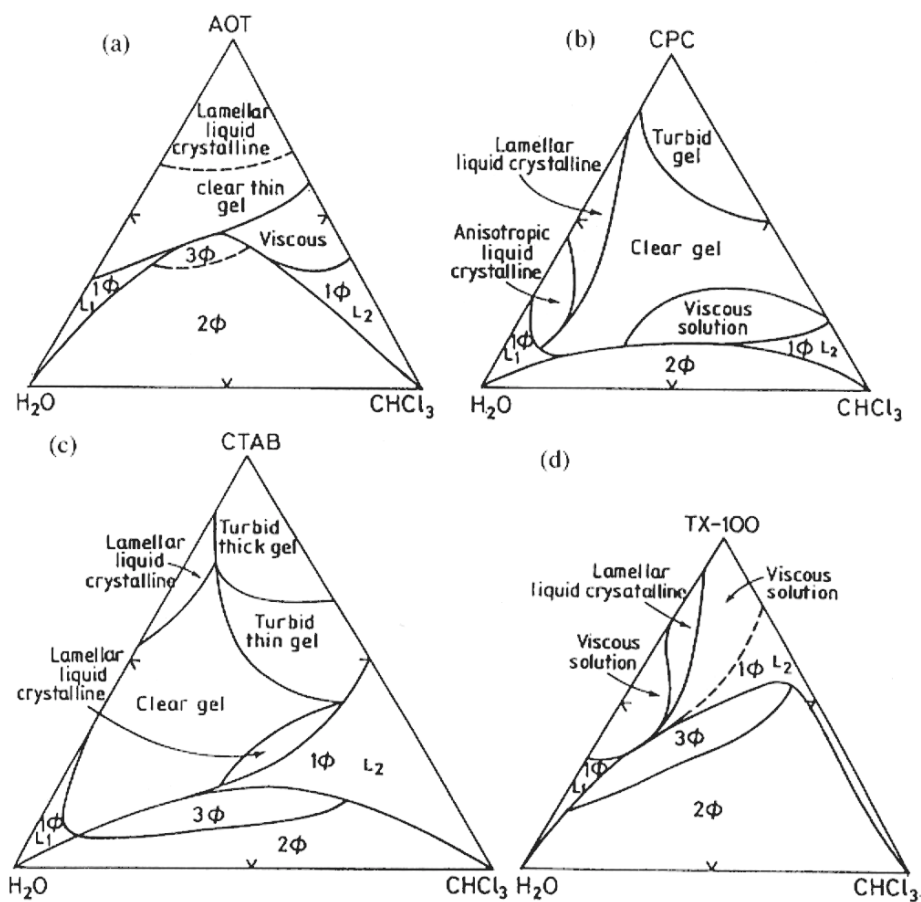 (a)
AOT
Lamellar
liquid
crystalline
clear thin
gel
Viscous
3Φ
1Φ
L₁
1Φ
L₂
2Φ
H₂O
CHCl₃
(b)
CPC
Lamellar
liquid crystalline
Turbid
gel
Anisotropic
liquid
crystalline
Clear gel
Viscous
solution
1Φ
L₁
1Φ L₂
2Φ
H₂O
CHCl₃
(c)
CTAB
Lamellar
liquid
crystalline
Turbid
thick gel
Turbid
thin gel
Lamellar
liquid
crystalline
Clear gel
1Φ L₂
3Φ
1Φ
L₁
2Φ
H₂O
CHCl₃
(d)
TX-100
Lamellar
liquid crysatalline
Viscous
solution
Viscous
solution
1Φ L₂
3Φ
1Φ
L₁
2Φ
H₂O
CHCl₃